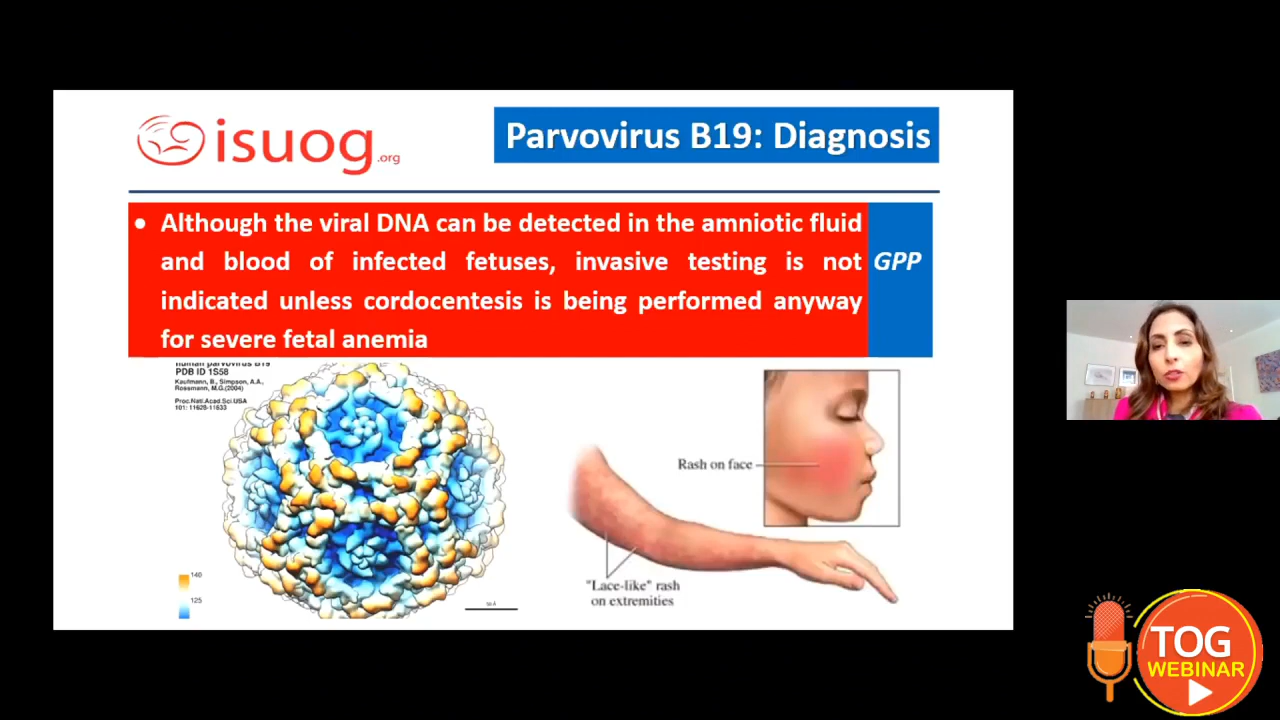 isuog.org
Parvovirus B19: Diagnosis
• Although the viral DNA can be detected in the amniotic fluid
and blood of infected fetuses, invasive testing is not
indicated unless cordocentesis is being performed anyway
for severe fetal anemia
GPP
human parvovirus B19
PDB ID 1S58
Kaufmann, B., Simpson, A.A.,
Rossmann, M.G.(2004)
Proc.Natl.Acad.Sci.USA
101: 11628-11633
140
125
50 Å
Rash on face
"Lace-like" rash
on extremities
TOG
WEBINAR